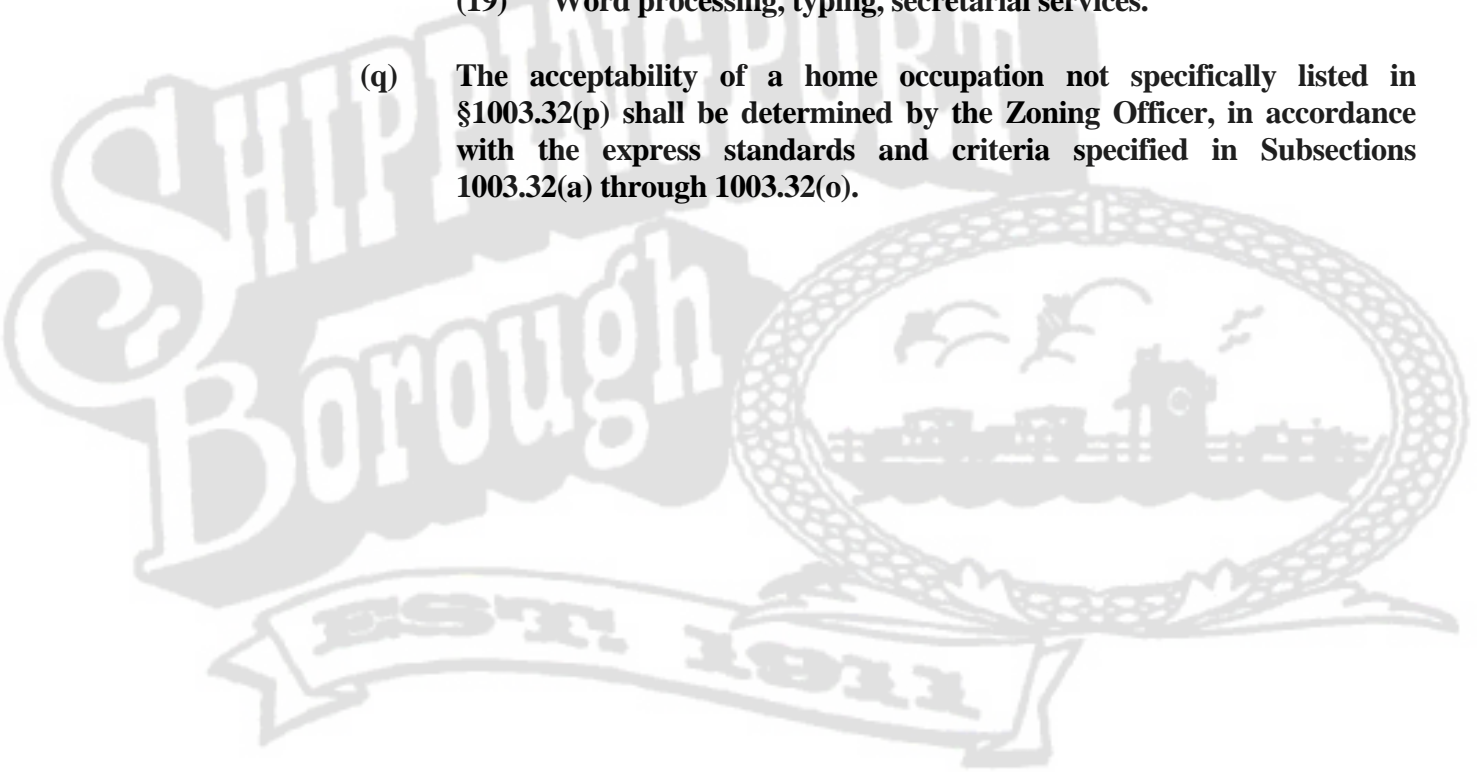 (19) Word processing, typing, secretarial services.
(q) The acceptability of a home occupation not specifically listed in
§1003.32(p) shall be determined by the Zoning Officer, in accordance
with the express standards and criteria specified in Subsections
1003.32(a) through 1003.32(o).
SHIPPINGPORT
Borough
EST. 1911